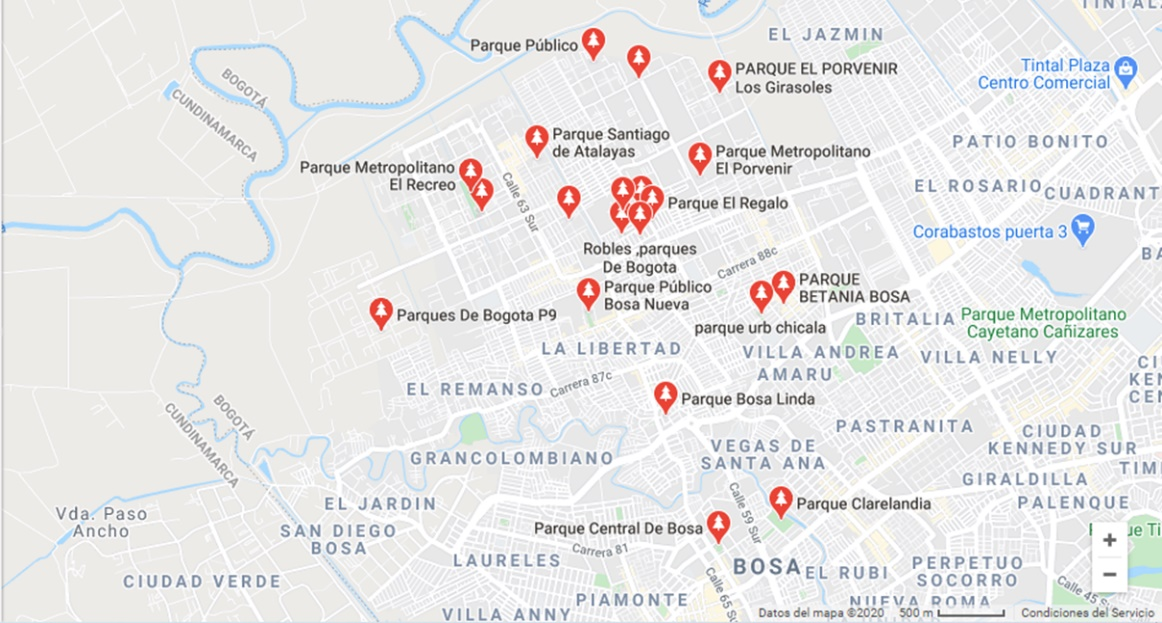 TINTAL
EL JAZMIN
Parque Público
PARQUE EL PORVENIR
Los Girasoles
Tintal Plaza
Centro Comercial
BOGOTÁ
CUNDINAMARCA
Parque Santiago
de Atalayas
PATIO BONITO
Parque Metropolitano
El Recreo
Parque Metropolitano
El Porvenir
Calle 63 Sur
EL ROSARIO
CUADRANT
Parque El Regalo
Corabastos puerta 3
Robles ,parques
De Bogota
Carrera 88c
BA
Parque Público
Bosa Nueva
PARQUE
BETANIA BOSA
Parques De Bogota P9
parque urb chicala
BRITALIA
Parque Metropolitano
Cayetano Cañizares
LA LIBERTAD
VILLA ANDREA
AMARU
VILLA NELLY
CI
KEN
CEN
EL REMANSO
Carrera 87c
Parque Bosa Linda
BOGOTÁ
CUNDINAMARCA
PASTRANITA
CIUDAD
KENNEDY SUR
GRANCOLOMBIANO
VEGAS DE
SANTA ANA
TIM
GIRALDILLA
EL JARDIN
Calle 59 Sur
Parque Clarelandia
PALENQUE
Vda. Paso
Ancho
SAN DIEGO
BOSA
Parque Central De Bosa
Carrera 81
ue Ti
LAURELES
BOSA
EL RUBI
PERPETUO
SOCORRO
CIUDAD VERDE
Calle 65 Sur
PIAMONTE
NUEVA ROMA
Calle 45 S
VILLA ANNY
Datos del mapa ©2020
500 m
Condiciones del Servicio